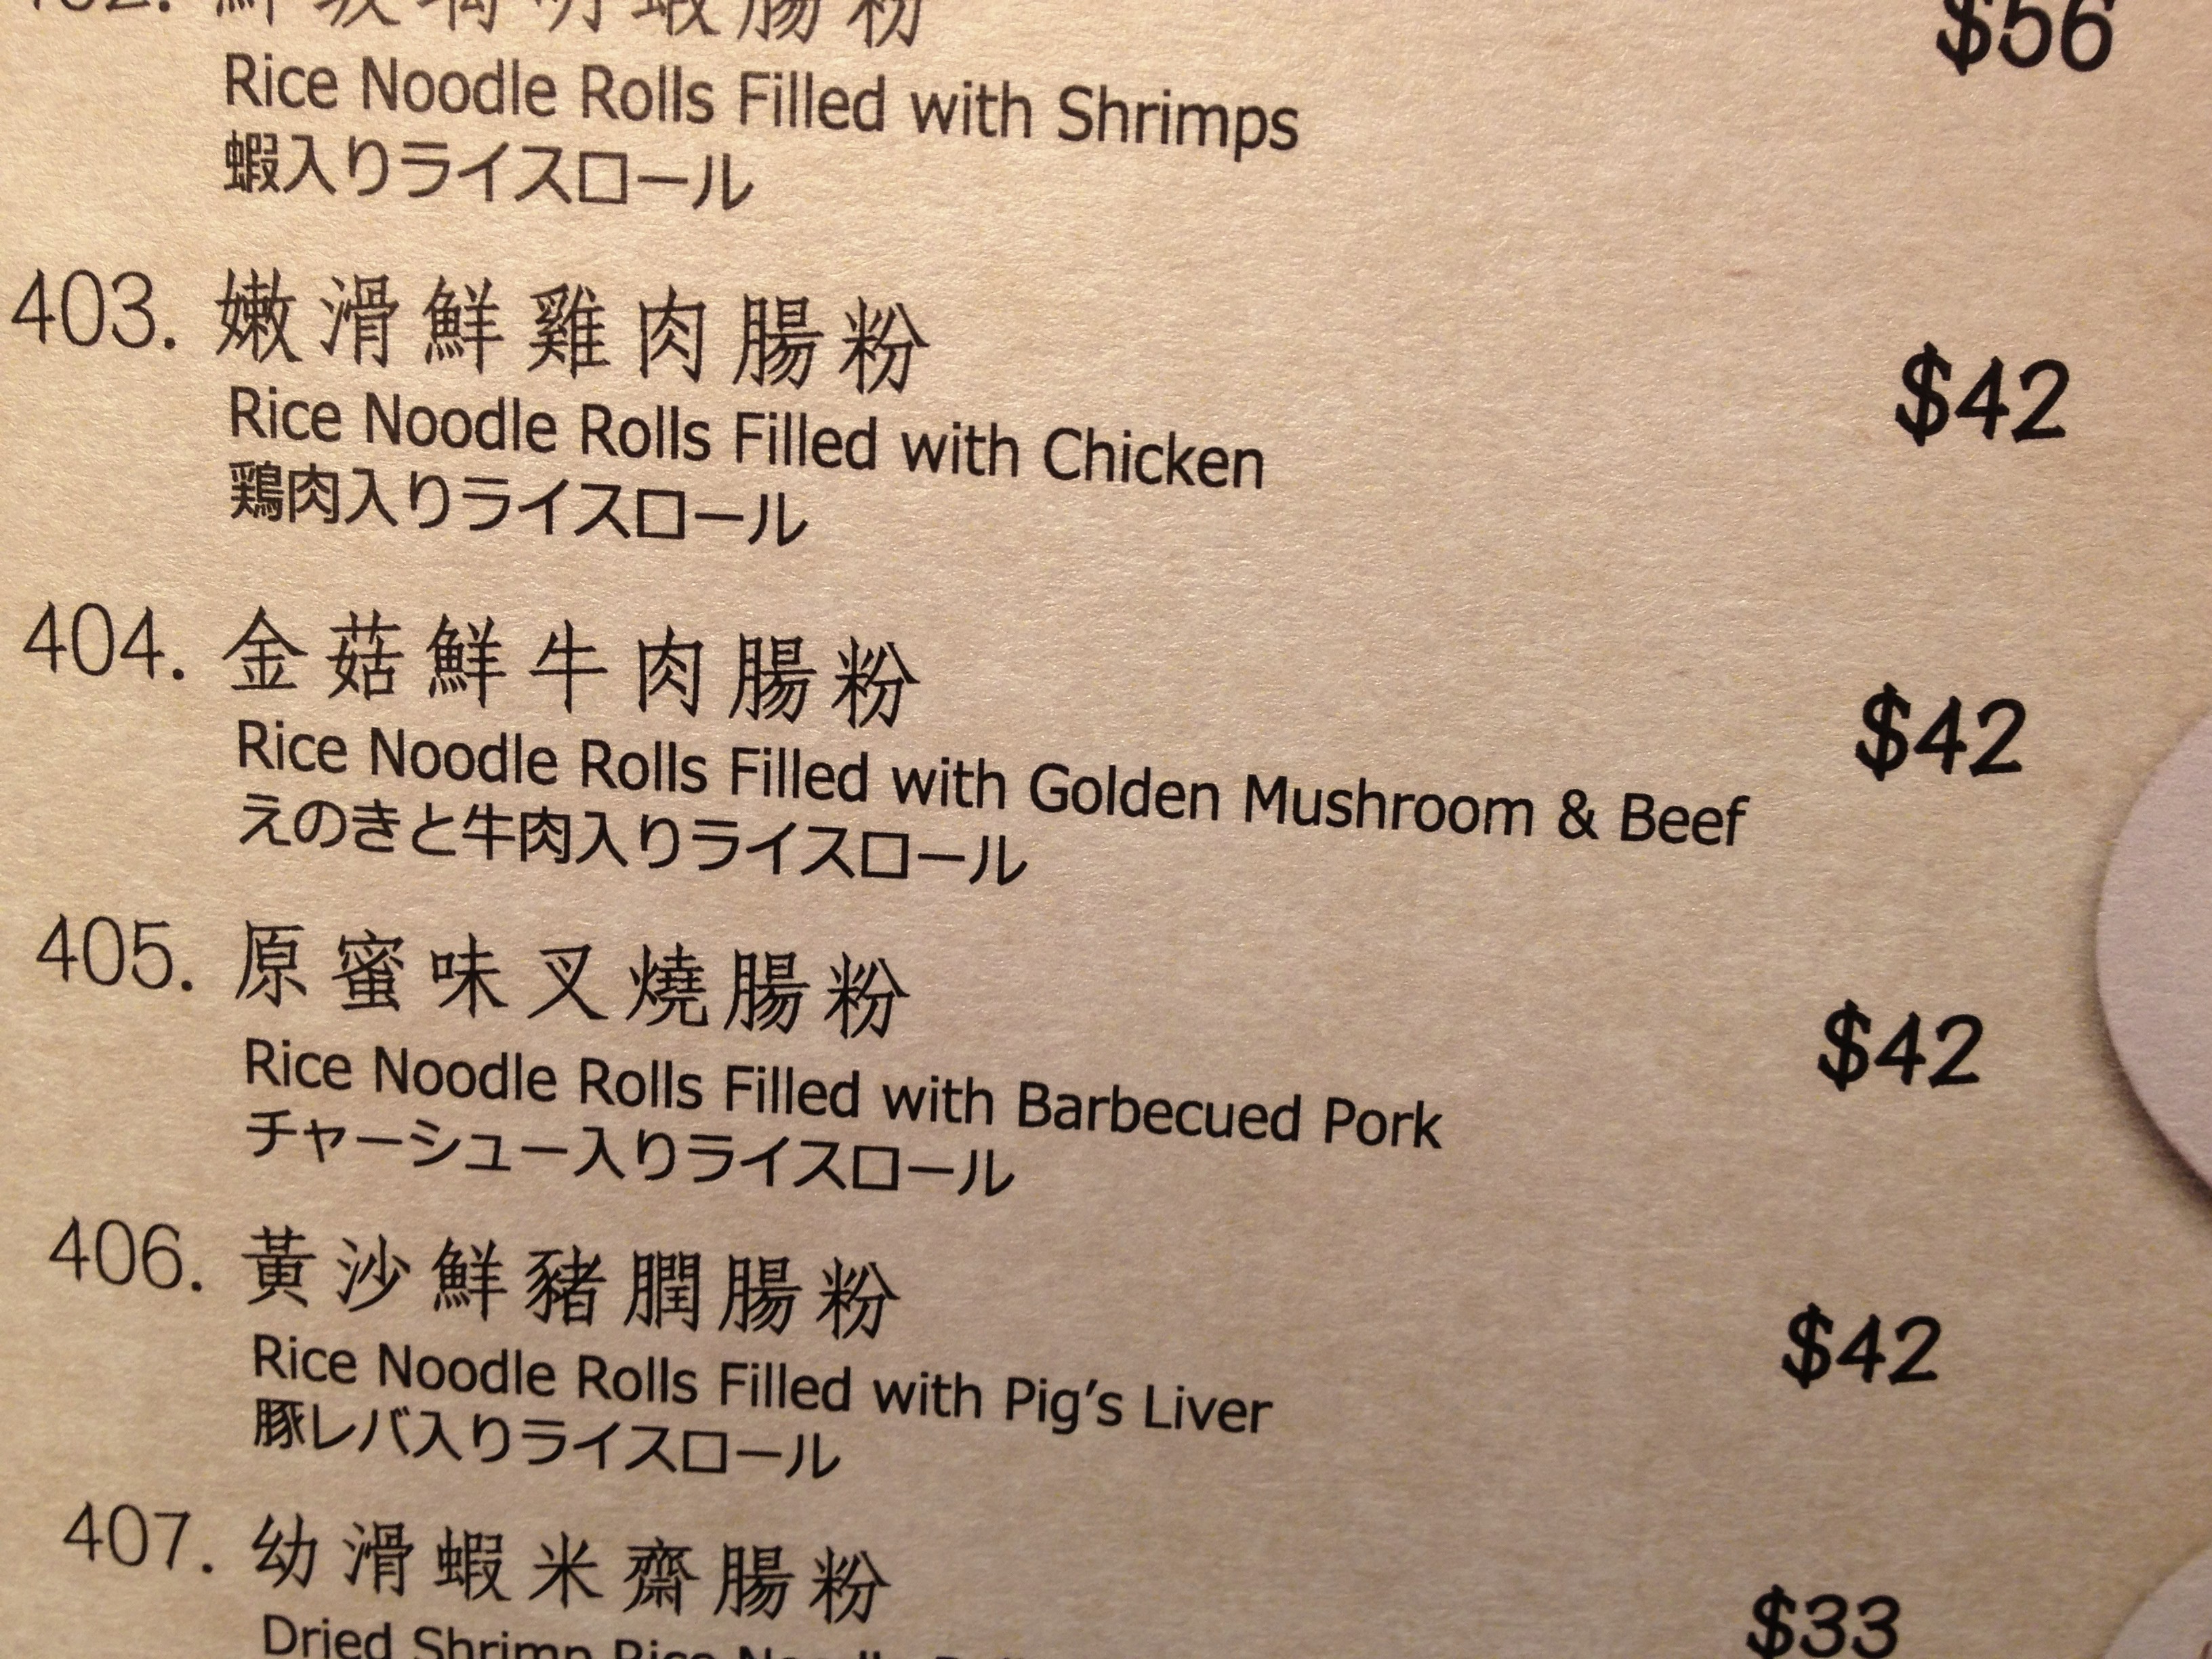 腸粉 $56
Rice Noodle Rolls Filled with Shrimps
蝦入りライスロール
403. 嫩滑鮮雞肉腸粉 $42
Rice Noodle Rolls Filled with Chicken
鶏肉入りライスロール
404. 金菇鮮牛肉腸粉 $42
Rice Noodle Rolls Filled with Golden Mushroom & Beef
えのきと牛肉入りライスロール
405. 原蜜味叉燒腸粉 $42
Rice Noodle Rolls Filled with Barbecued Pork
チャーシュー入りライスロール
406. 黃沙鮮豬膶腸粉 $42
Rice Noodle Rolls Filled with Pig's Liver
豚レバ入りライスロール
407. 幼滑蝦米齋腸粉 $33
Dried Shrimp Rice